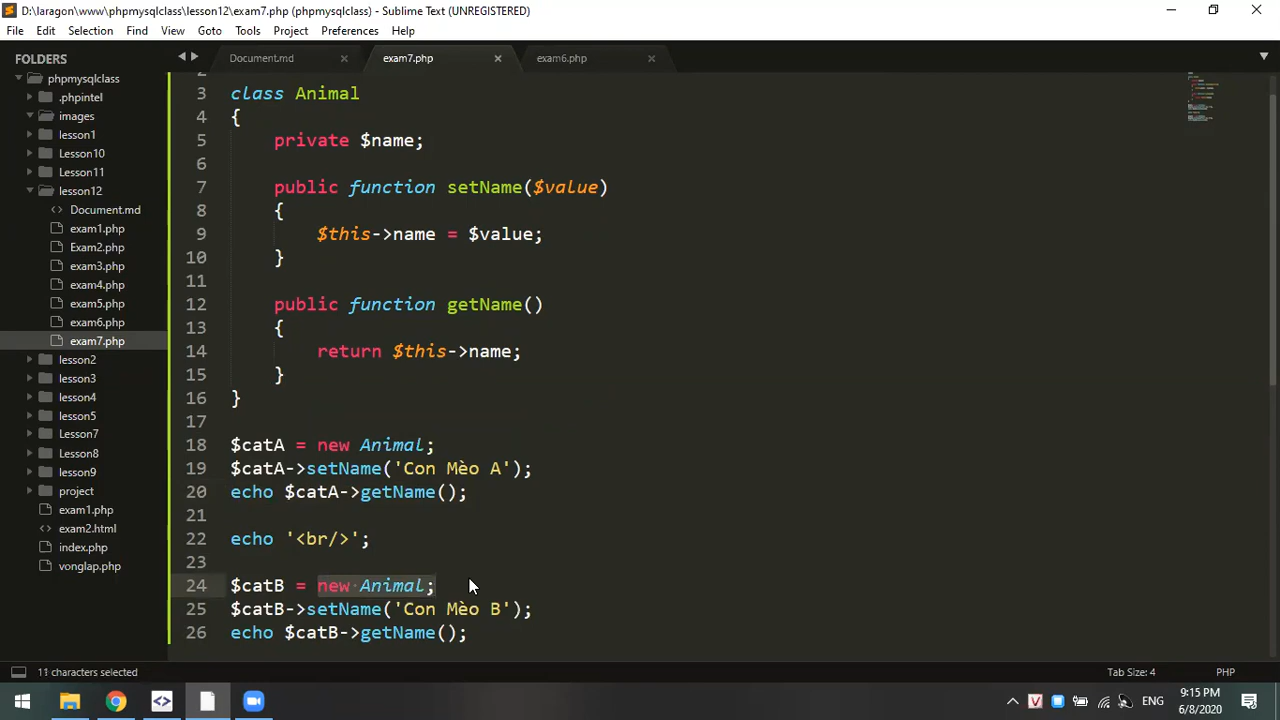 D:\laragon\www\phpmysqlclass\lesson12\exam7.php (phpmysqlclass) - Sublime Text (UNREGISTERED)
File Edit Selection Find View Goto Tools Project Preferences Help
FOLDERS
phpmysqlclass
.phpintel
images
lesson1
Lesson10
Lesson11
lesson12
Document.md
exam1.php
Exam2.php
exam3.php
exam4.php
exam5.php
exam6.php
exam7.php
lesson2
lesson3
lesson4
lesson5
Lesson7
Lesson8
lesson9
project
exam1.php
exam2.html
index.php
vonglap.php
Document.md exam7.php exam6.php
2
3 class Animal
4 {
5 private $name;
6
7 public function setName($value)
8 {
9 $this->name = $value;
10 }
11
12 public function getName()
13 {
14 return $this->name;
15 }
16 }
17
18 $catA = new Animal;
19 $catA->setName('Con Mèo A');
20 echo $catA->getName();
21
22 echo '<br/>';
23
24 $catB = new Animal;
25 $catB->setName('Con Mèo B');
26 echo $catB->getName();
11 characters selected Tab Size: 4 PHP
ENG
9:15 PM
6/8/2020